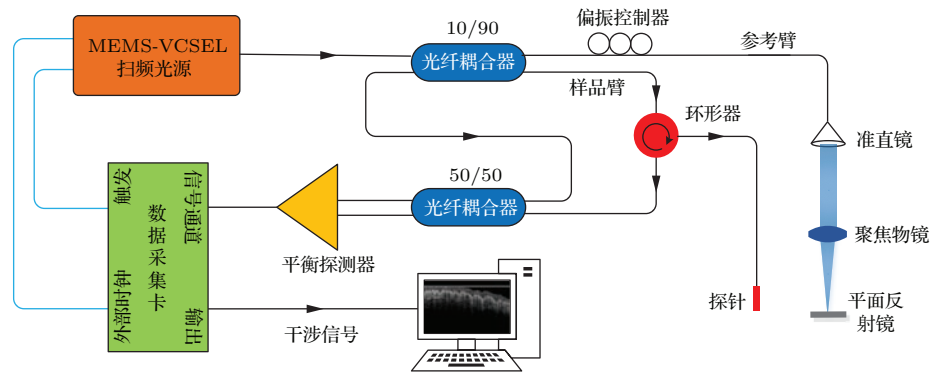 MEMS-VCSEL
扫频光源
10/90
光纤耦合器
偏振控制器
参考臂
样品臂
环形器
准直镜
触发
信号通道
数据采集卡
外部时钟
输出
50/50
光纤耦合器
平衡探测器
聚焦物镜
探针
平面反
射镜
干涉信号